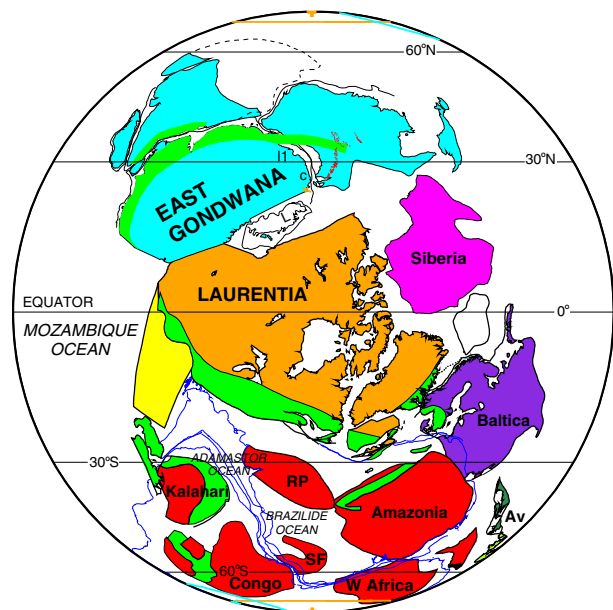 60°N
30°N
l1
c
EAST
GONDWANA
L
Siberia
LAURENTIA
EQUATOR
0°
MOZAMBIQUE
OCEAN
Baltica
30°S
ADAMASTOR
OCEAN
Kalahari
RP
Amazonia
BRAZILIDE
OCEAN
Av
SF
60°S
Congo
W Africa